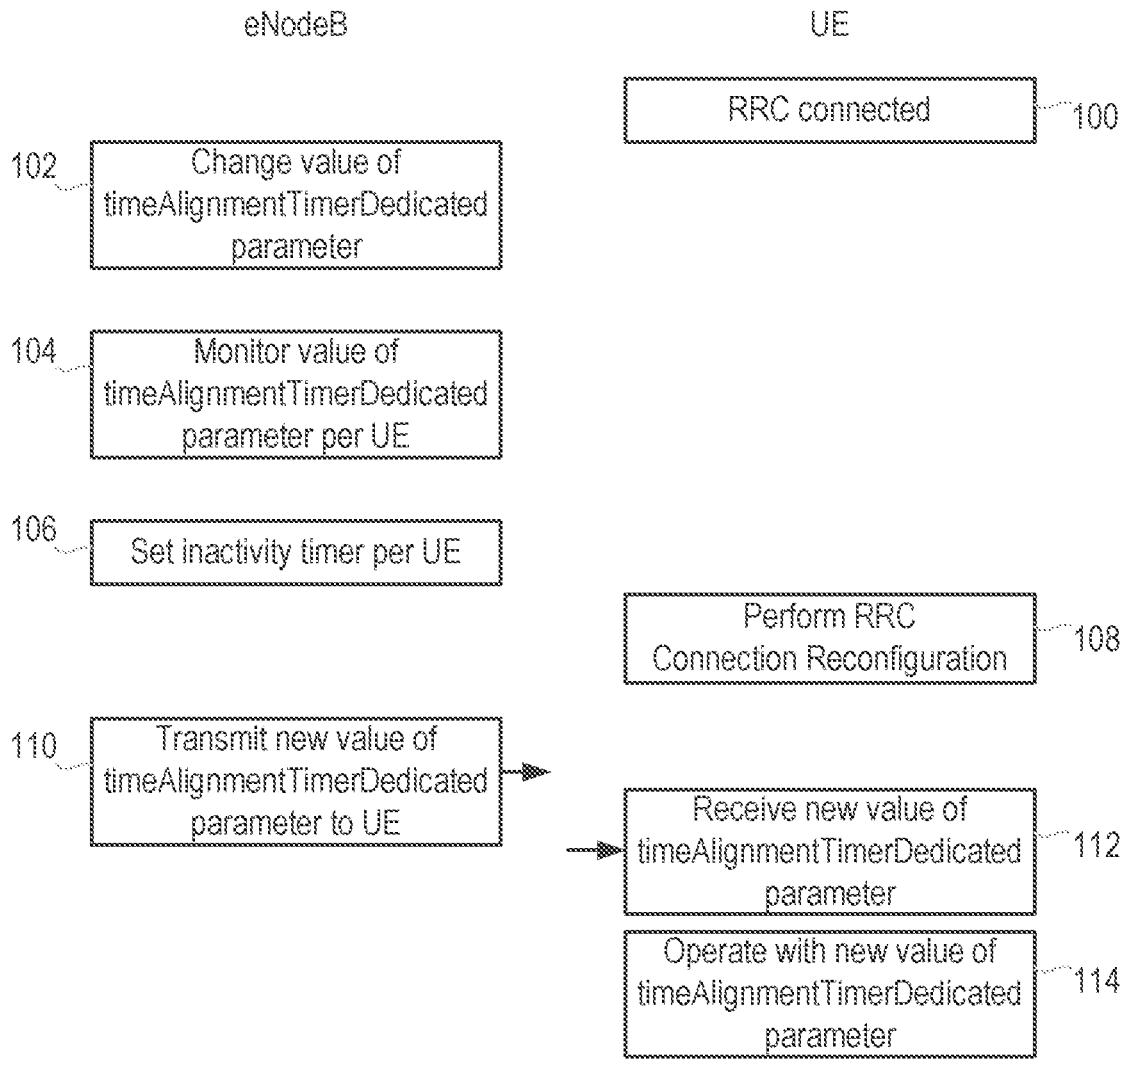 eNodeB
UE
RRC connected
100
102
Change value of
timeAlignmentTimerDedicated
parameter
104
Monitor value of
timeAlignmentTimerDedicated
parameter per UE
106
Set inactivity timer per UE
Perform RRC
Connection Reconfiguration
108
110
Transmit new value of
timeAlignmentTimerDedicated
parameter to UE
Receive new value of
timeAlignmentTimerDedicated
parameter
112
Operate with new value of
timeAlignmentTimerDedicated
parameter
114